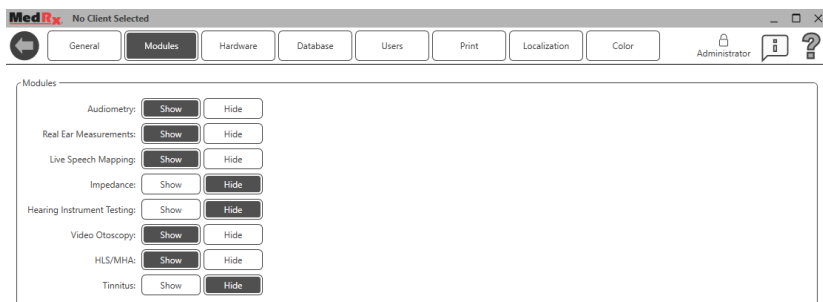 MedRx No Client Selected
General Modules Hardware Database Users Print Localization Color Administrator i ?
Modules
Audiometry: Show Hide
Real Ear Measurements: Show Hide
Live Speech Mapping: Show Hide
Impedance: Show Hide
Hearing Instrument Testing: Show Hide
Video Otoscopy: Show Hide
HLS/MHA: Show Hide
Tinnitus: Show Hide